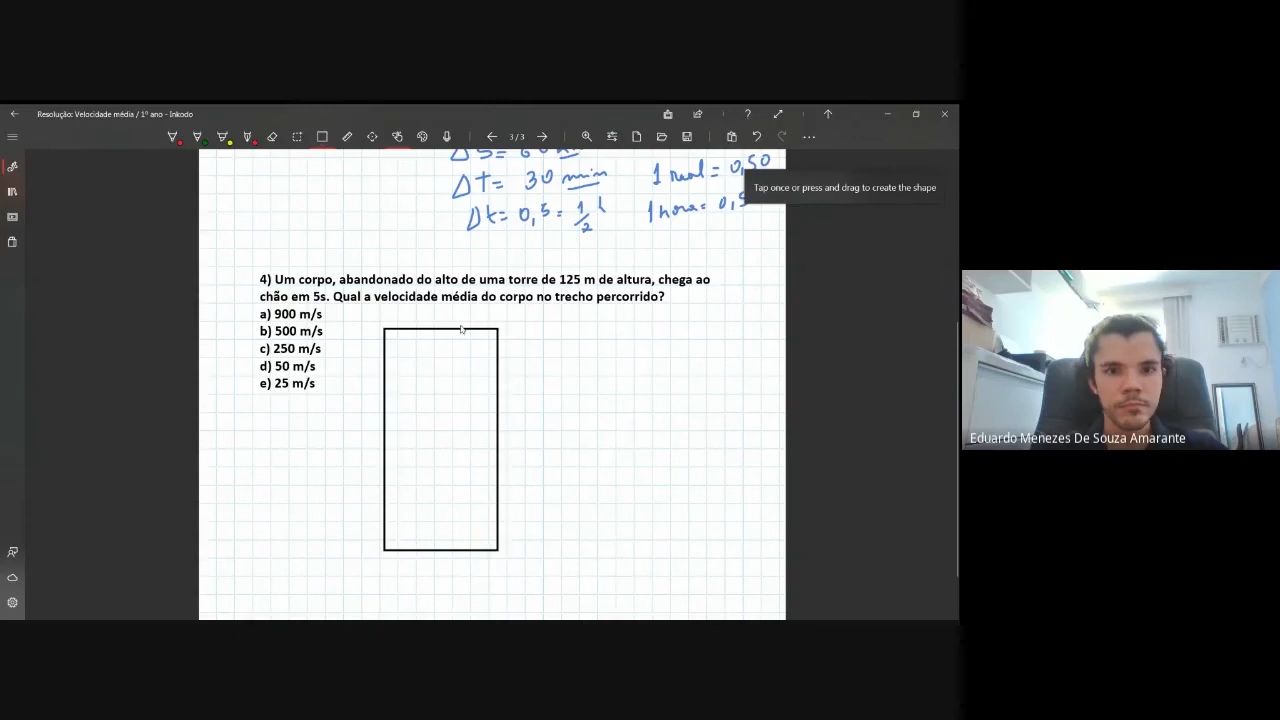 Resolução: Velocidade média / 1º ano - Inkodo
3/3
ΔT= 30 min
1 real = 0,50
Tap once or press and drag to create the shape
Δt= 0,5 = 1/2 h
1 hora = 0,5
4) Um corpo, abandonado do alto de uma torre de 125 m de altura, chega ao
chão em 5s. Qual a velocidade média do corpo no trecho percorrido?
a) 900 m/s
b) 500 m/s
c) 250 m/s
d) 50 m/s
e) 25 m/s
Eduardo Menezes De Souza Amarante